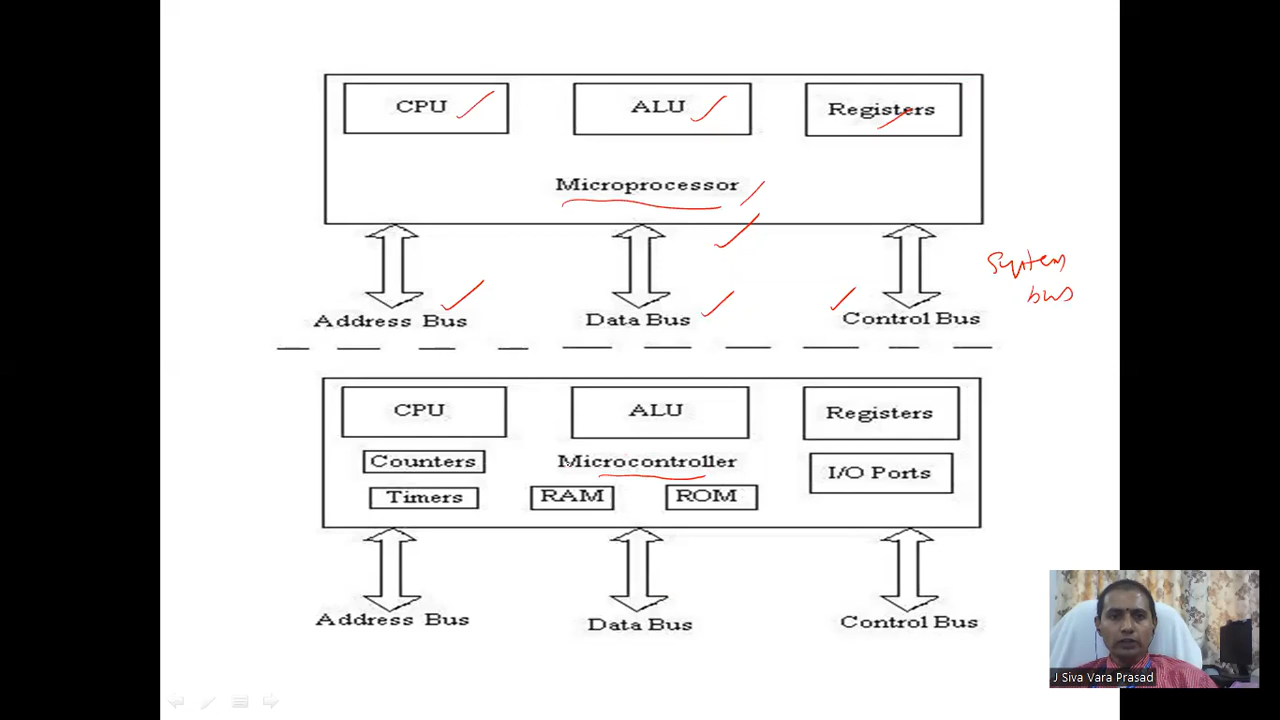 CPU ALU Registers
Microprocessor
System
bus
Address Bus Data Bus Control Bus
CPU ALU Registers
Counters Microcontroller I/O Ports
Timers RAM ROM
Address Bus Data Bus Control Bus
J Siva Vara Prasad